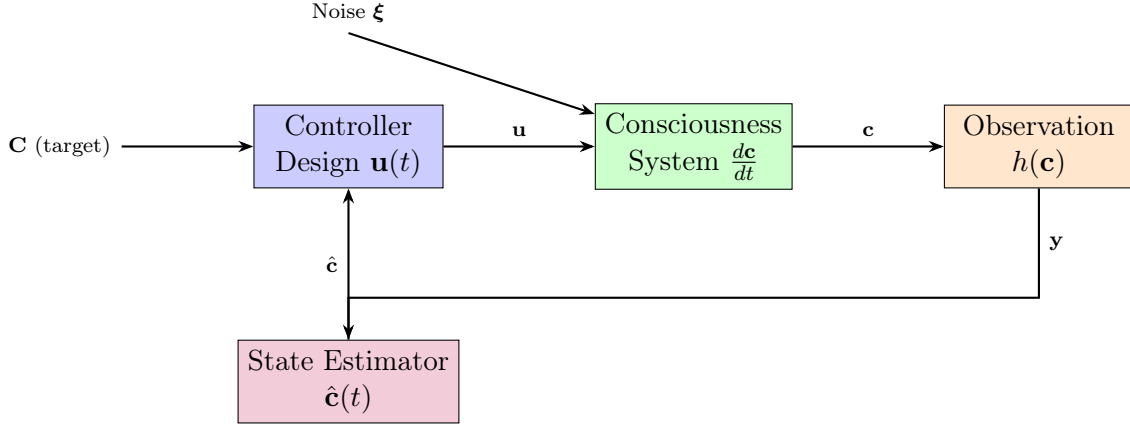 Noise ξ
C (target)
Controller
Design u(t)
u
Consciousness
System dc/dt
c
Observation
h(c)
y
ĉ
State Estimator
ĉ(t)